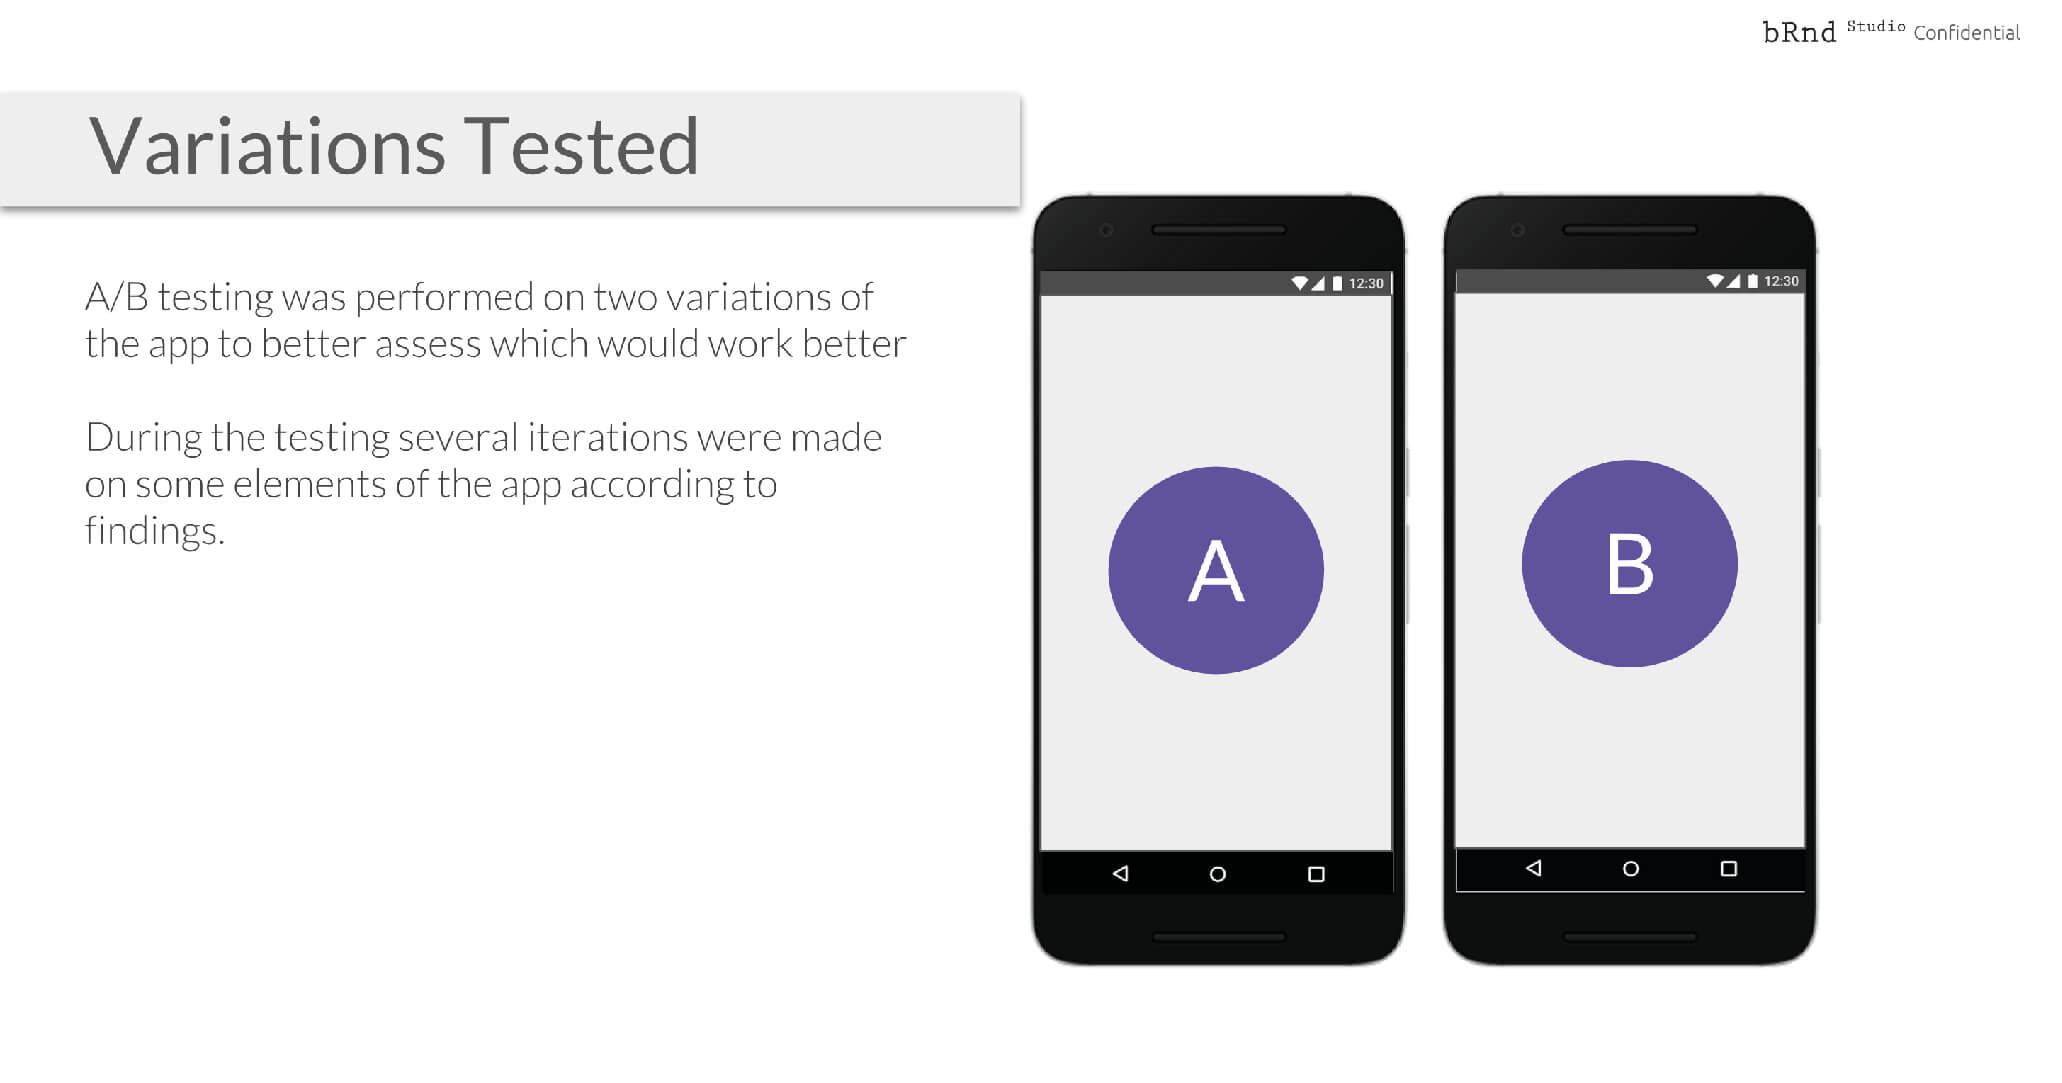 bRnd Studio Confidential
Variations Tested
A/B testing was performed on two variations of
the app to better assess which would work better
During the testing several iterations were made
on some elements of the app according to
findings.
12:30
12:30
A
B